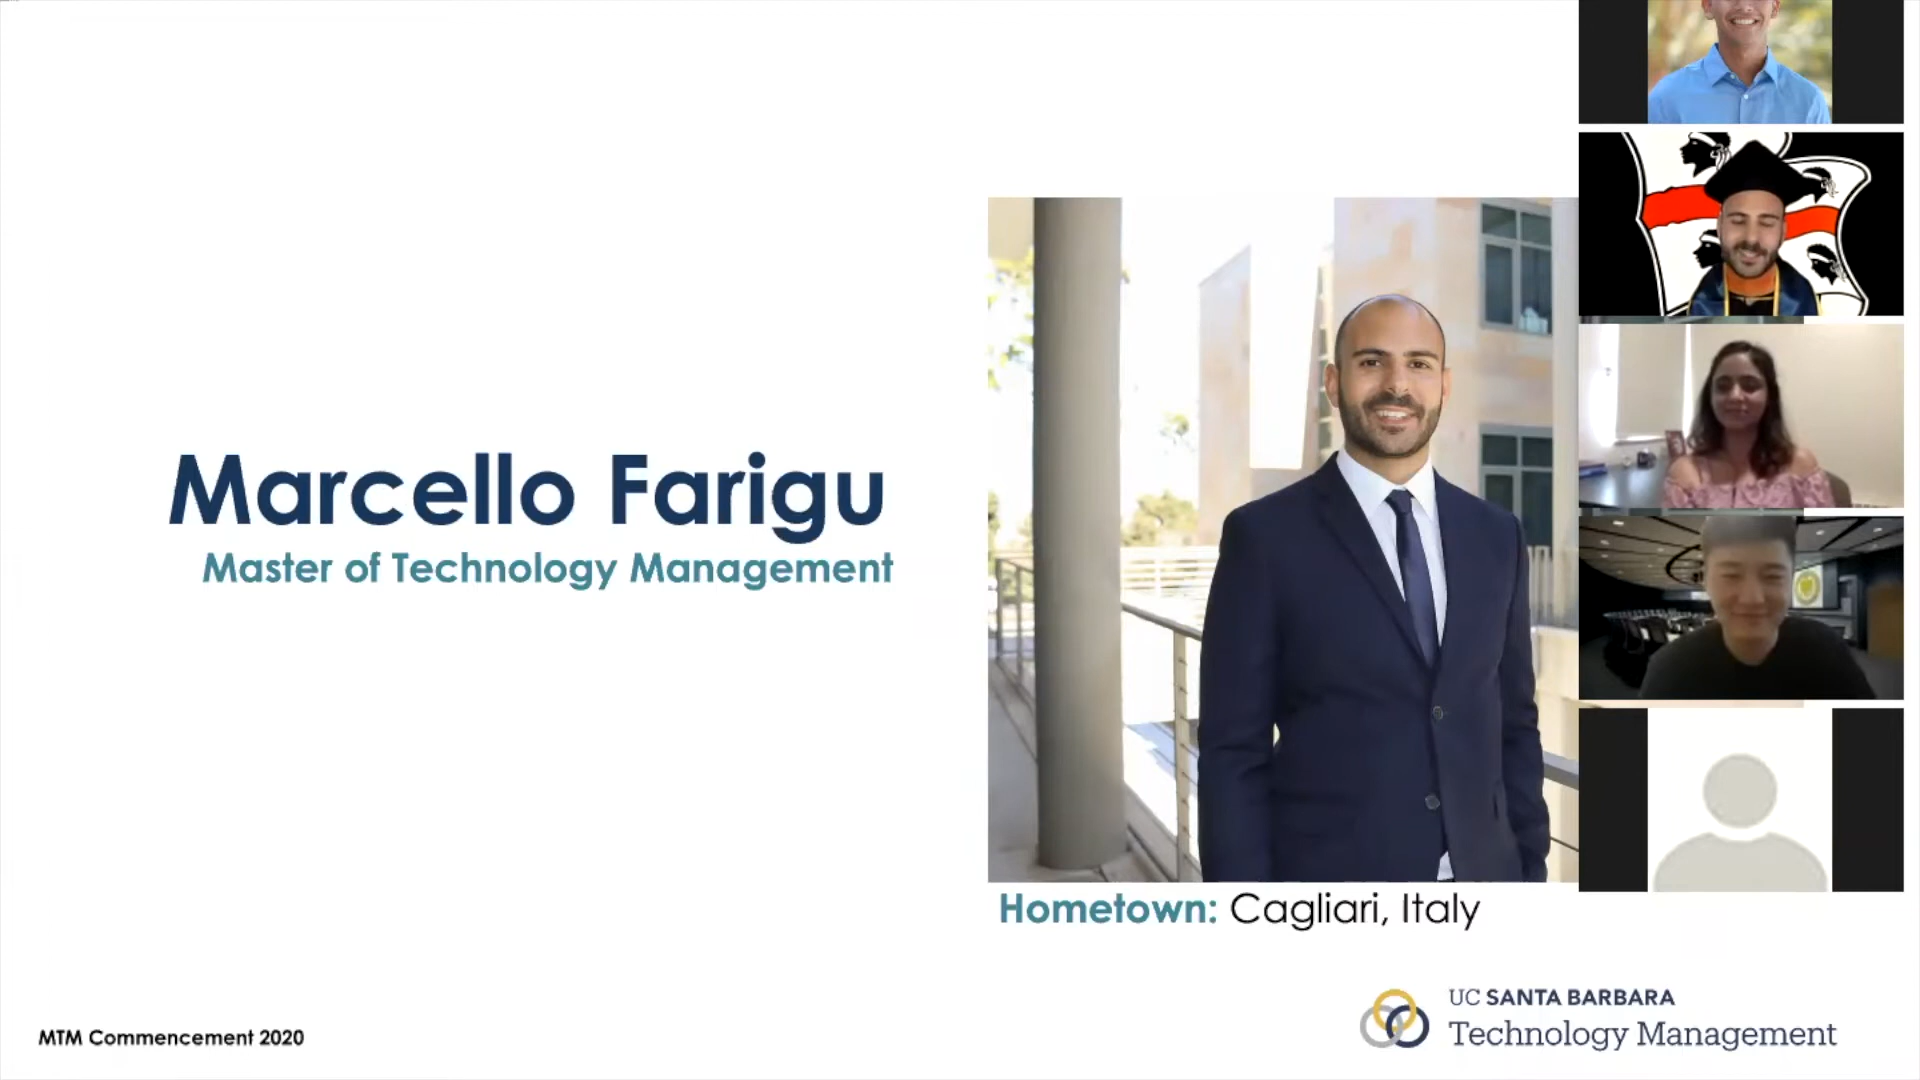 Marcello Farigu
Master of Technology Management
Hometown: Cagliari, Italy
MTM Commencement 2020
UC SANTA BARBARA
Technology Management